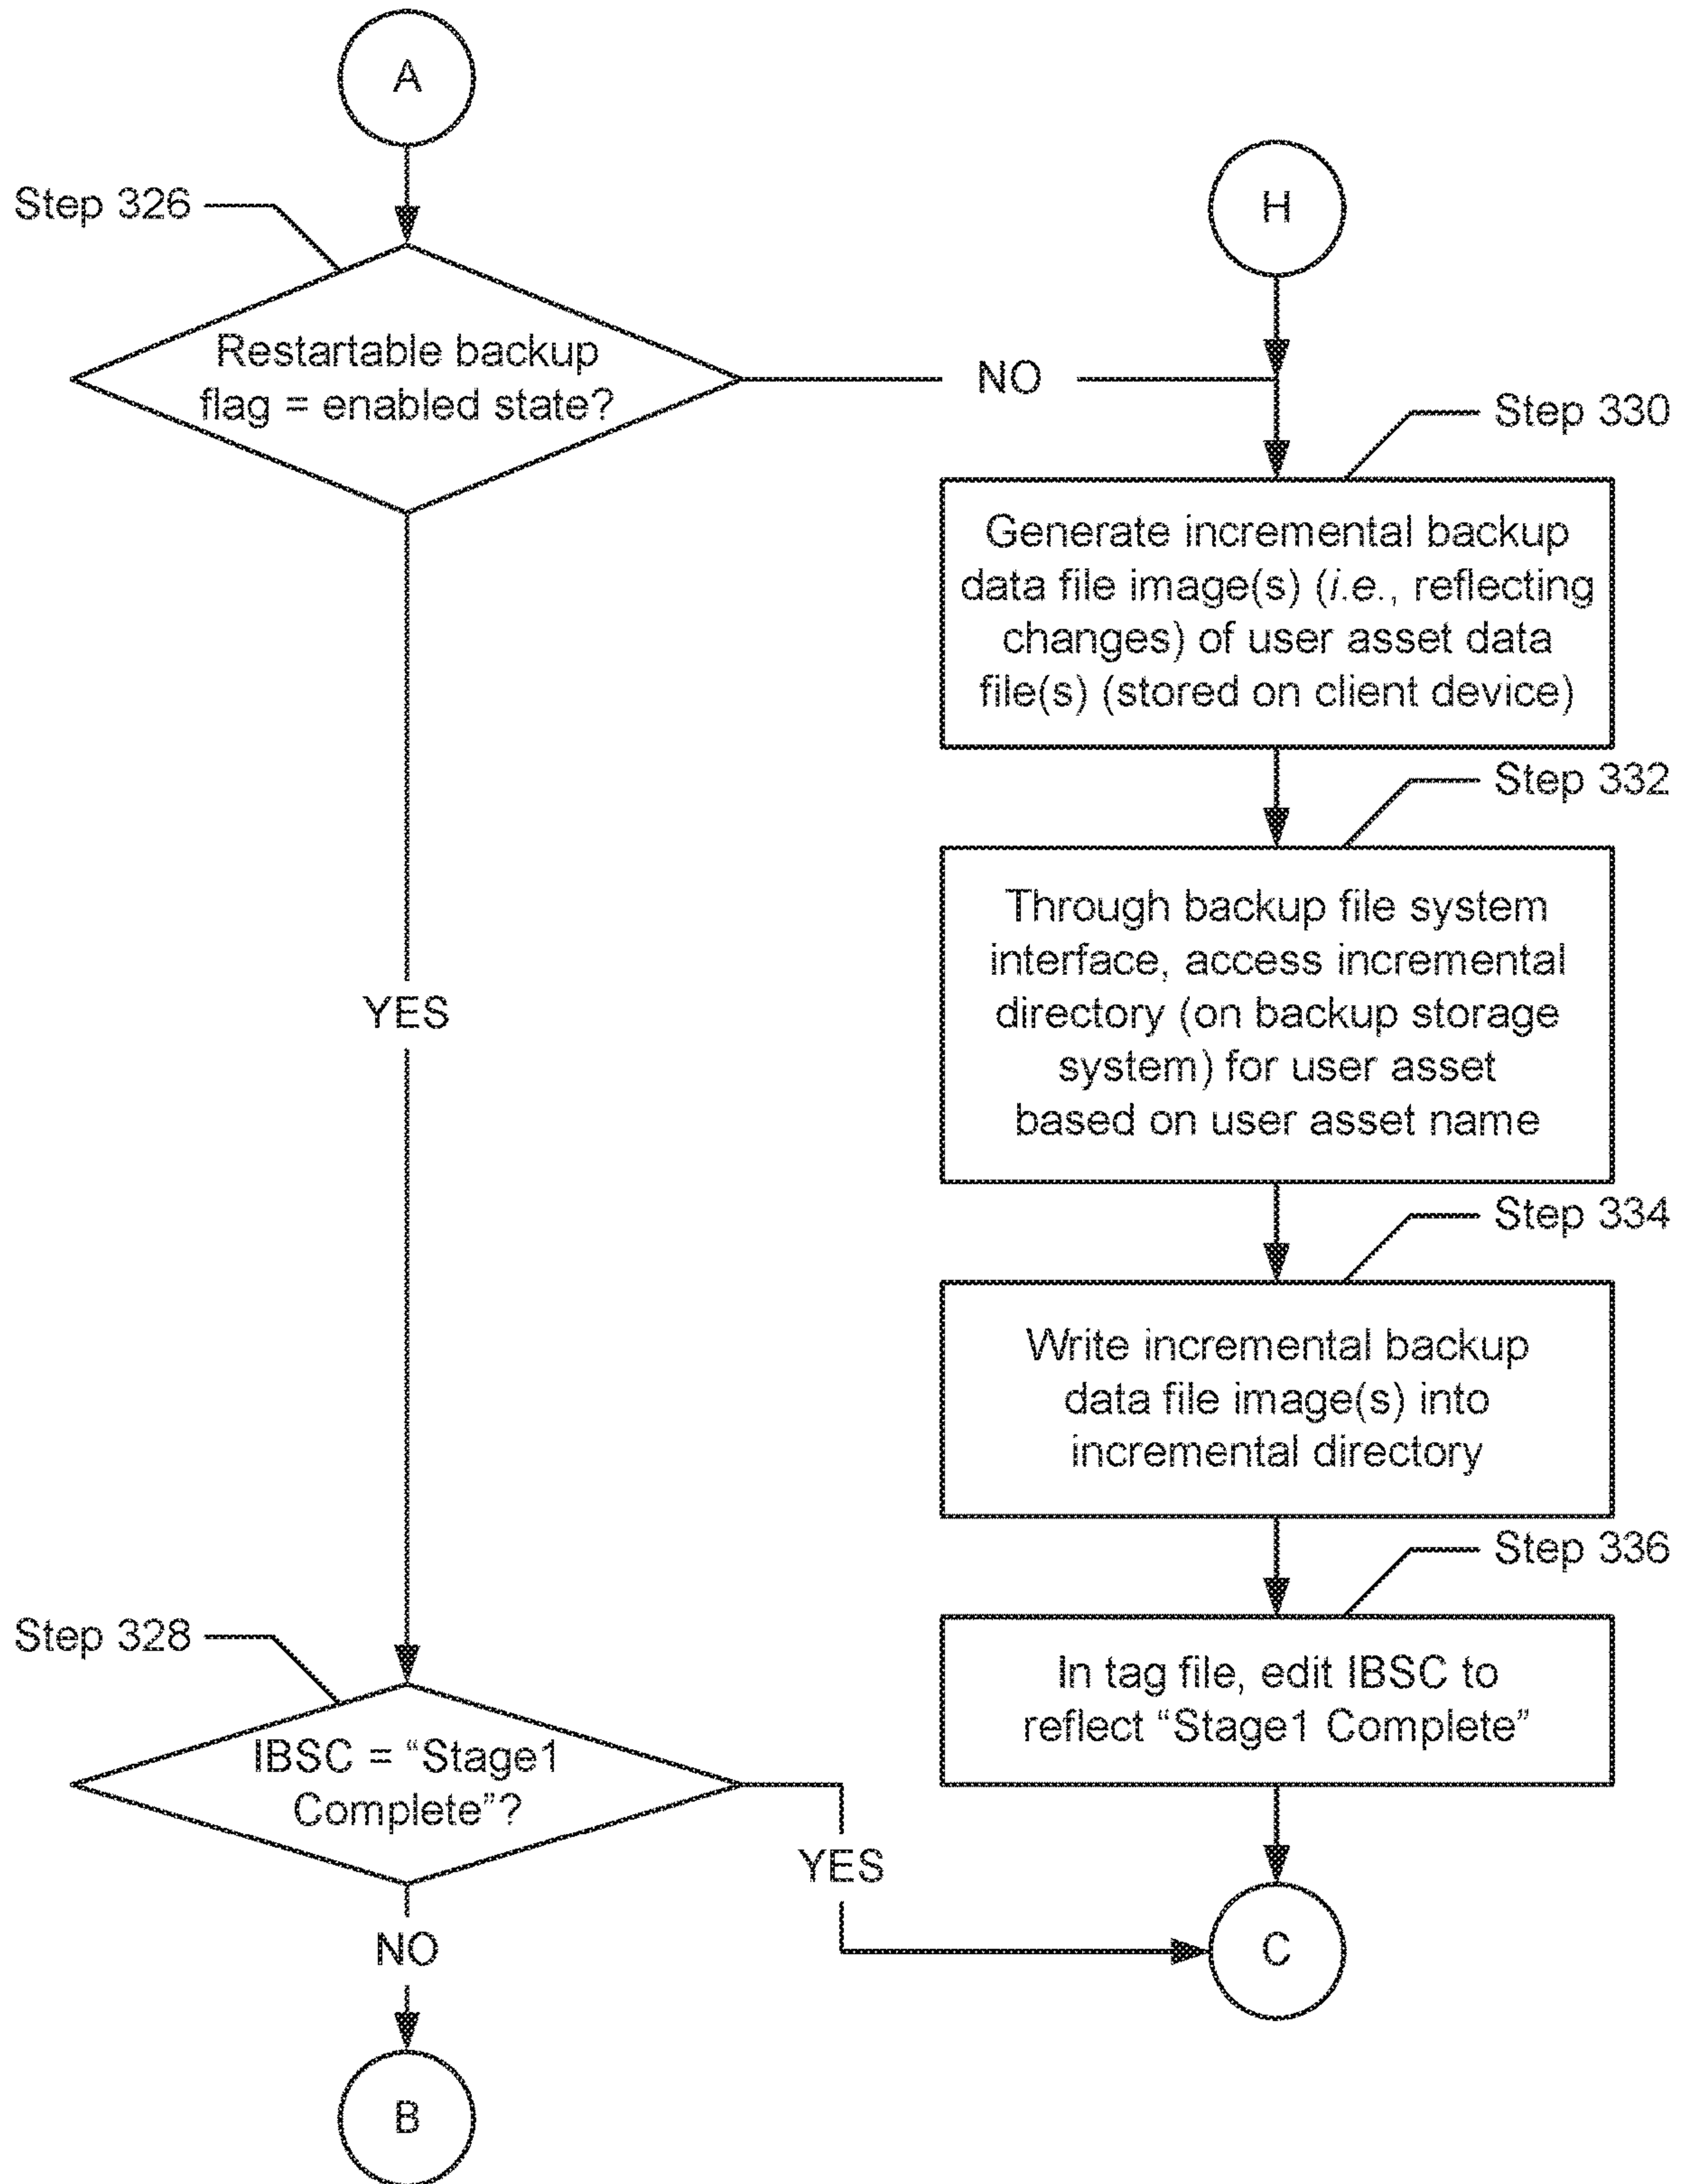 A
Step 326
H
Restartable backup
flag = enabled state?
NO
Step 330
Generate incremental backup
data file image(s) (i.e., reflecting
changes) of user asset data
file(s) (stored on client device)
Step 332
Through backup file system
interface, access incremental
directory (on backup storage
system) for user asset
based on user asset name
YES
Step 334
Write incremental backup
data file image(s) into
incremental directory
Step 336
Step 328
In tag file, edit IBSC to
reflect “Stage1 Complete”
IBSC = “Stage1
Complete”?
YES
NO
C
B